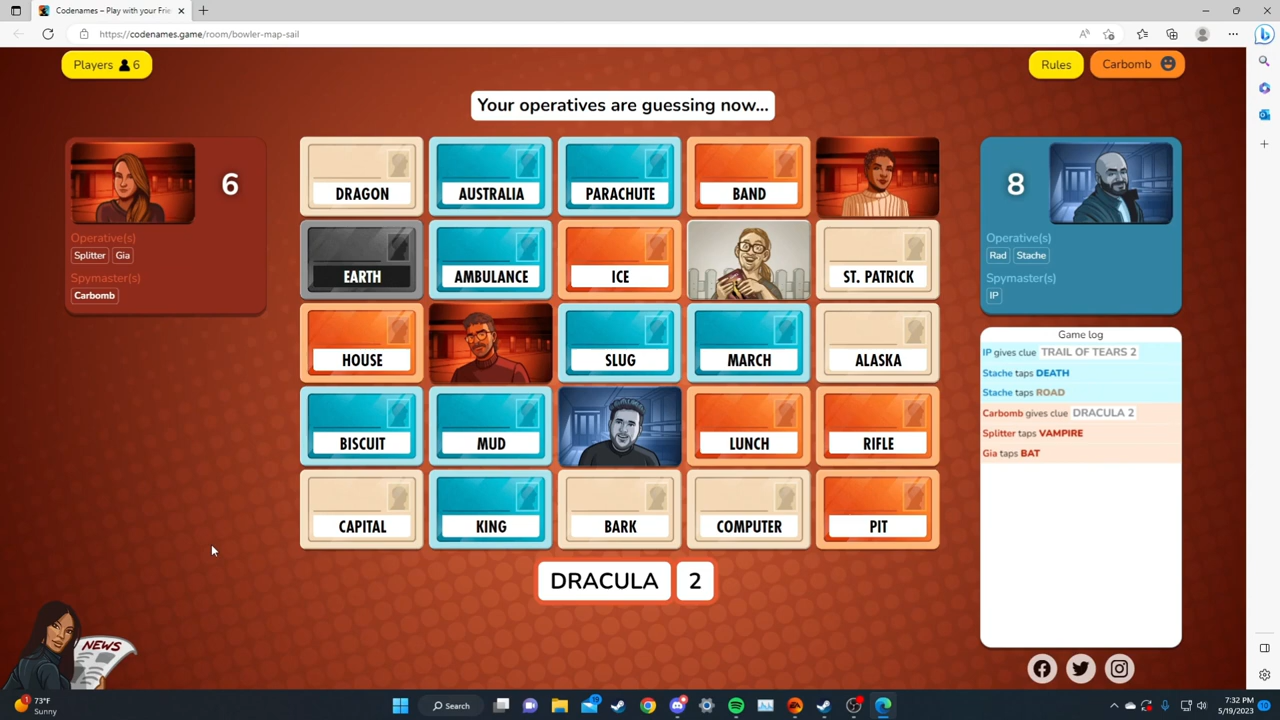 Codenames – Play with your Frie
https://codenames.game/room/bowler-map-sail
Players 6
Rules
Carbomb
Your operatives are guessing now...
6
Operative(s)
Splitter Gia
Spymaster(s)
Carbomb
8
Operative(s)
Rad Stache
Spymaster(s)
IP
DRAGON AUSTRALIA PARACHUTE BAND
EARTH AMBULANCE ICE ST. PATRICK
HOUSE SLUG MARCH ALASKA
BISCUIT MUD LUNCH RIFLE
CAPITAL KING BARK COMPUTER PIT
DRACULA 2
Game log
IP gives clue TRAIL OF TEARS 2
Stache taps DEATH
Stache taps ROAD
Carbomb gives clue DRACULA 2
Splitter taps VAMPIRE
Gia taps BAT
NEWS
73°F
Sunny
Search
7:32 PM
5/19/2023